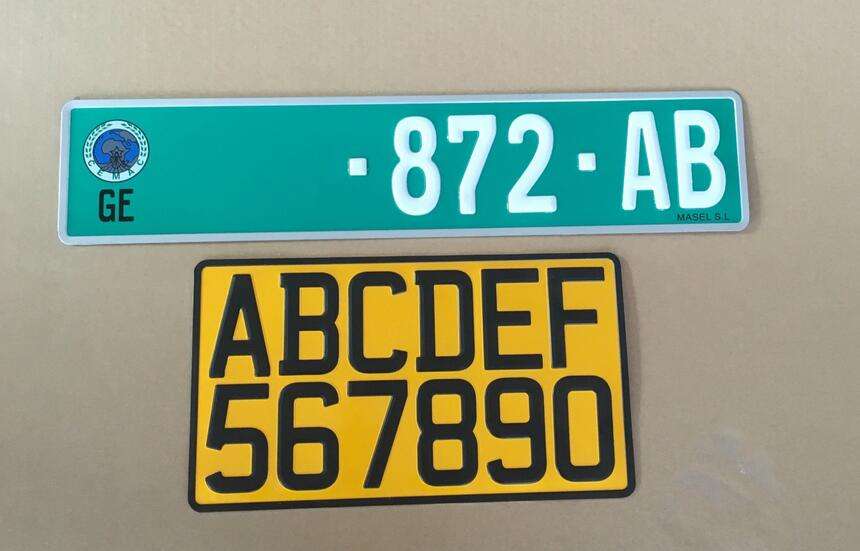 CEMAC
GE
·872·AB
MASEL S.L
ABCDEF
567890